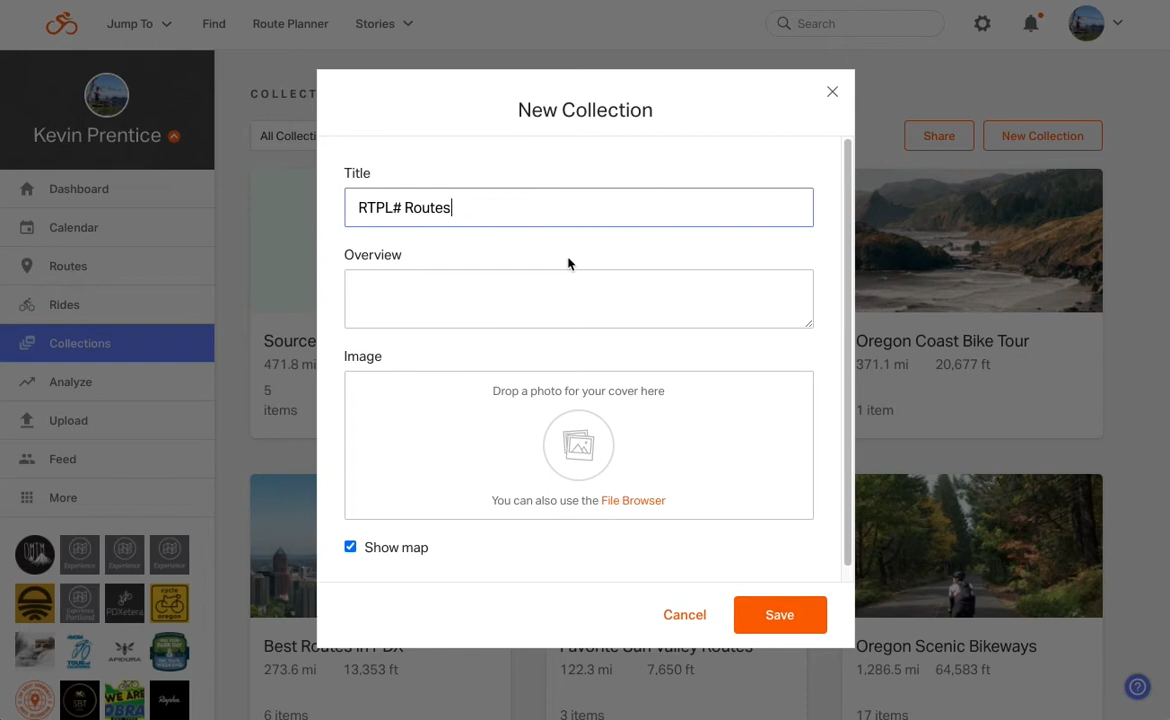 Jump To
Find
Route Planner
Stories
Search
Kevin Prentice
Dashboard
Calendar
Routes
Rides
Collections
Analyze
Upload
Feed
More
COLLECT
All Collecti
Share
New Collection
Source
471.8 mi
5
items
Oregon Coast Bike Tour
371.1 mi 20,677 ft
1 item
Best Routes in PDX
273.6 mi 13,353 ft
6 items
Favorite Sun Valley Routes
122.3 mi 7,650 ft
3 items
Oregon Scenic Bikeways
1,286.5 mi 64,583 ft
17 items
New Collection
Title
RTPL# Routes
Overview
Image
Drop a photo for your cover here
You can also use the File Browser
Show map
Cancel
Save